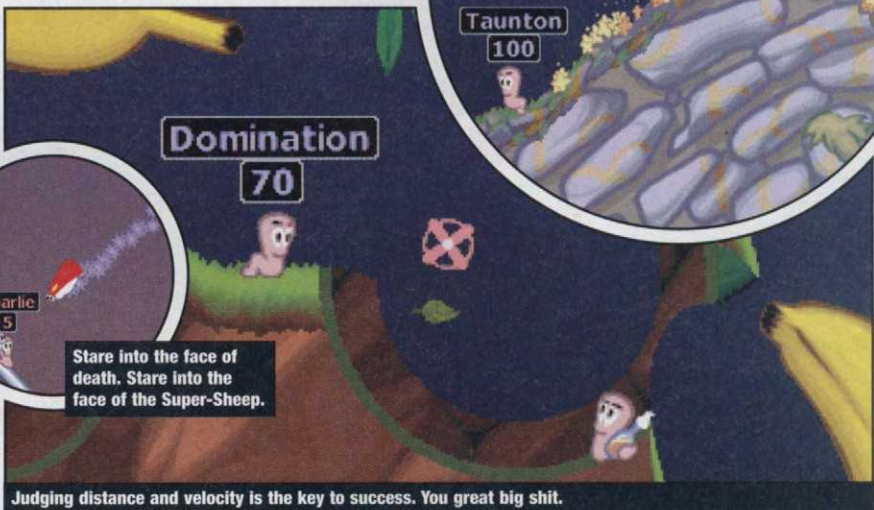 Taunton
100
Domination
70
arlie
5
Stare into the face of
death. Stare into the
face of the Super-Sheep.
Judging distance and velocity is the key to success. You great big shit.